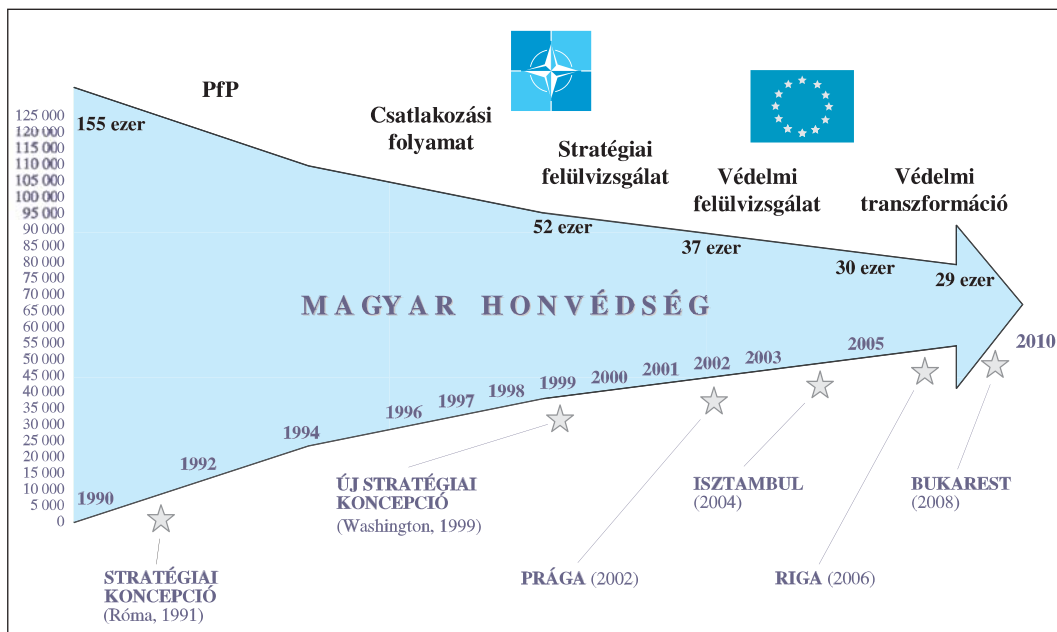 PfP
Csatlakozási
folyamat
Stratégiai
felülvizsgálat
Védelmi
felülvizsgálat
Védelmi
transzformáció
125 000
120 000
115 000
110 000
105 000
100 000
95 000
90 000
85 000
80 000
75 000
70 000
65 000
60 000
55 000
50 000
45 000
40 000
35 000
30 000
25 000
20 000
15 000
10 000
5 000
0
155 ezer
52 ezer
37 ezer
30 ezer
29 ezer
MAGYAR HONVÉDSÉG
1990
1992
1994
1996
1997
1998
1999
2000
2001
2002
2003
2005
2010
STRATÉGIAI
KONCEPCIÓ
(Róma, 1991)
ÚJ STRATÉGIAI
KONCEPCIÓ
(Washington, 1999)
PRÁGA (2002)
ISZTAMBUL
(2004)
RIGA (2006)
BUKAREST
(2008)